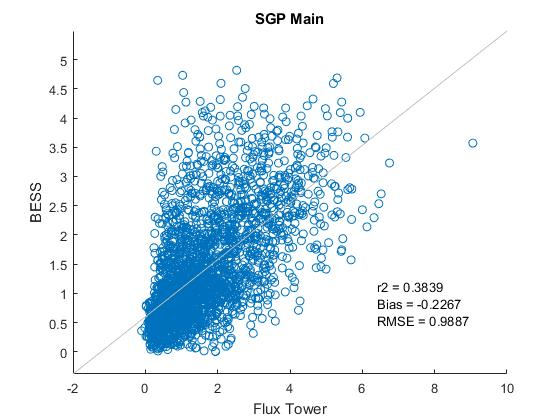 SGP Main
5
4.5
4
3.5
3
2.5
2
1.5
1
0.5
0
BESS
r2 = 0.3839
Bias = -0.2267
RMSE = 0.9887
-2 0 2 4 6 8 10
Flux Tower